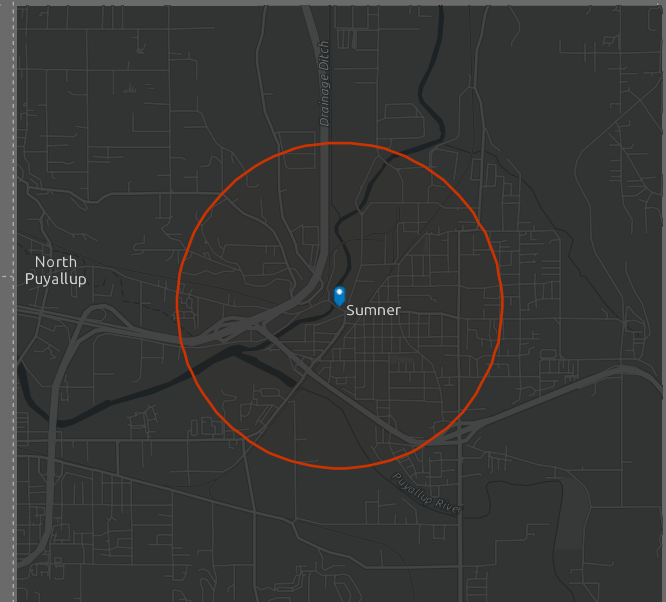 Drainage Ditch
North
Puyallup
Sumner
Puyallup River